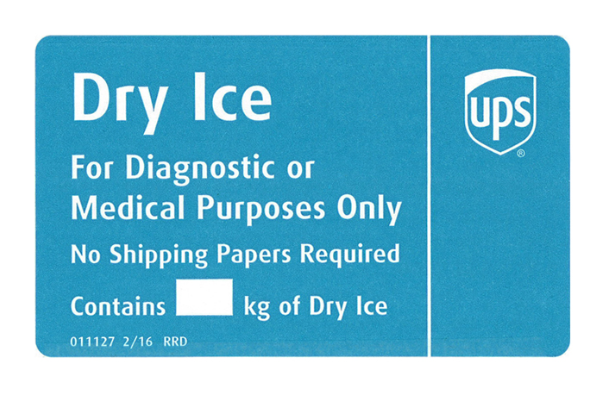 Dry Ice
For Diagnostic or
Medical Purposes Only
No Shipping Papers Required
Contains kg of Dry Ice
011127 2/16 RRD
ups
®